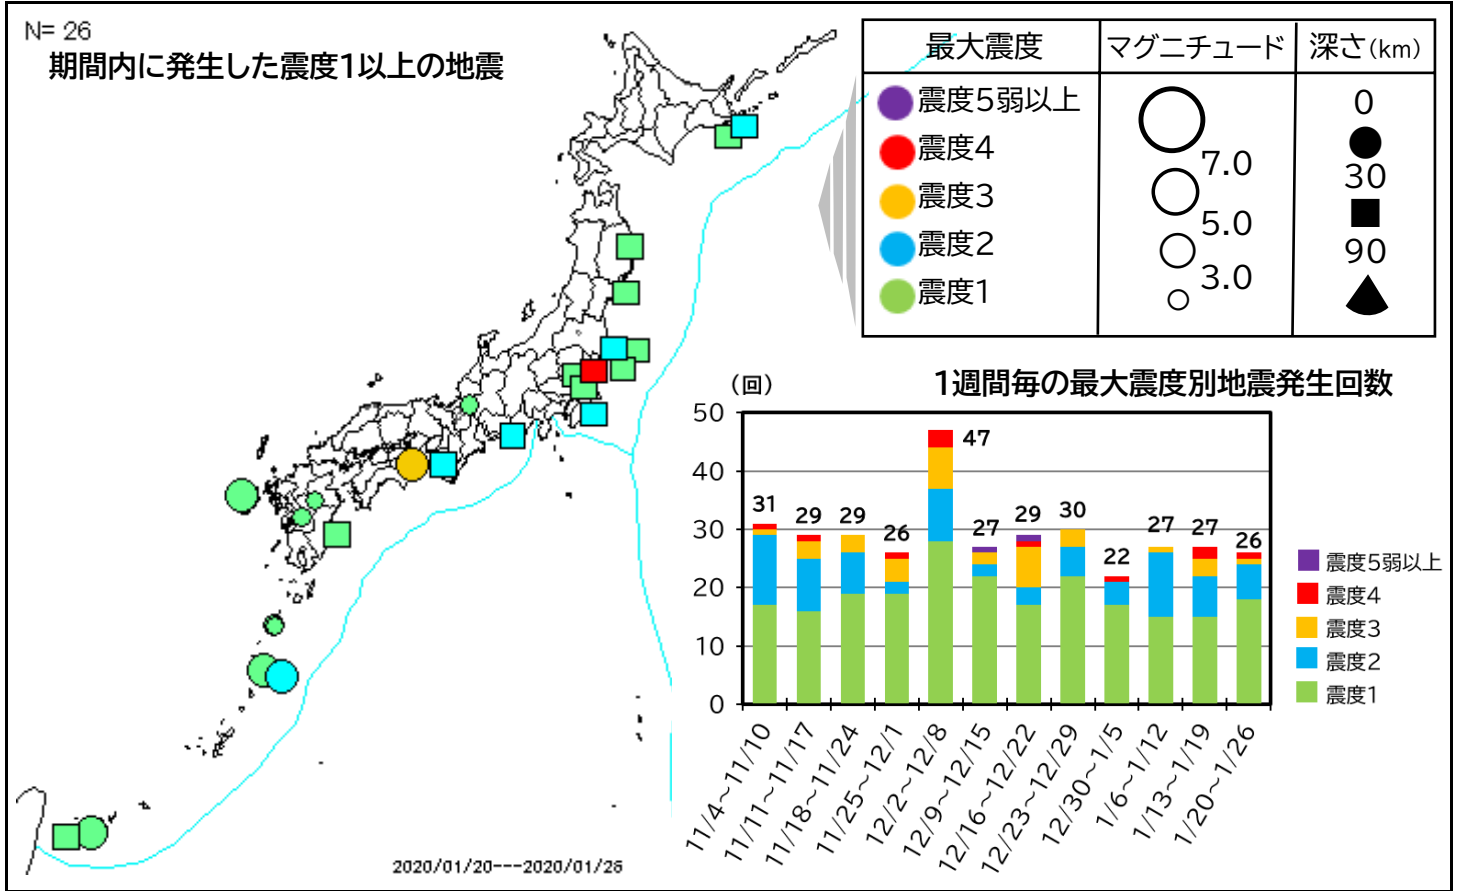 N= 26
期間内に発生した震度1以上の地震
最大震度 マグニチュード 深さ(km)
震度5弱以上
震度4
震度3
震度2
震度1
7.0
5.0
3.0
0
30
90
(回) 1週間毎の最大震度別地震発生回数
50
40
30
20
10
0
31 29 29 26 47 27 29 30 22 27 27 26
11/4～11/10
11/11～11/17
11/18～11/24
11/25～12/1
12/2～12/8
12/9～12/15
12/16～12/22
12/23～12/29
12/30～1/5
1/6～1/12
1/13～1/19
1/20～1/26
震度5弱以上
震度4
震度3
震度2
震度1
2020/01/20---2020/01/26